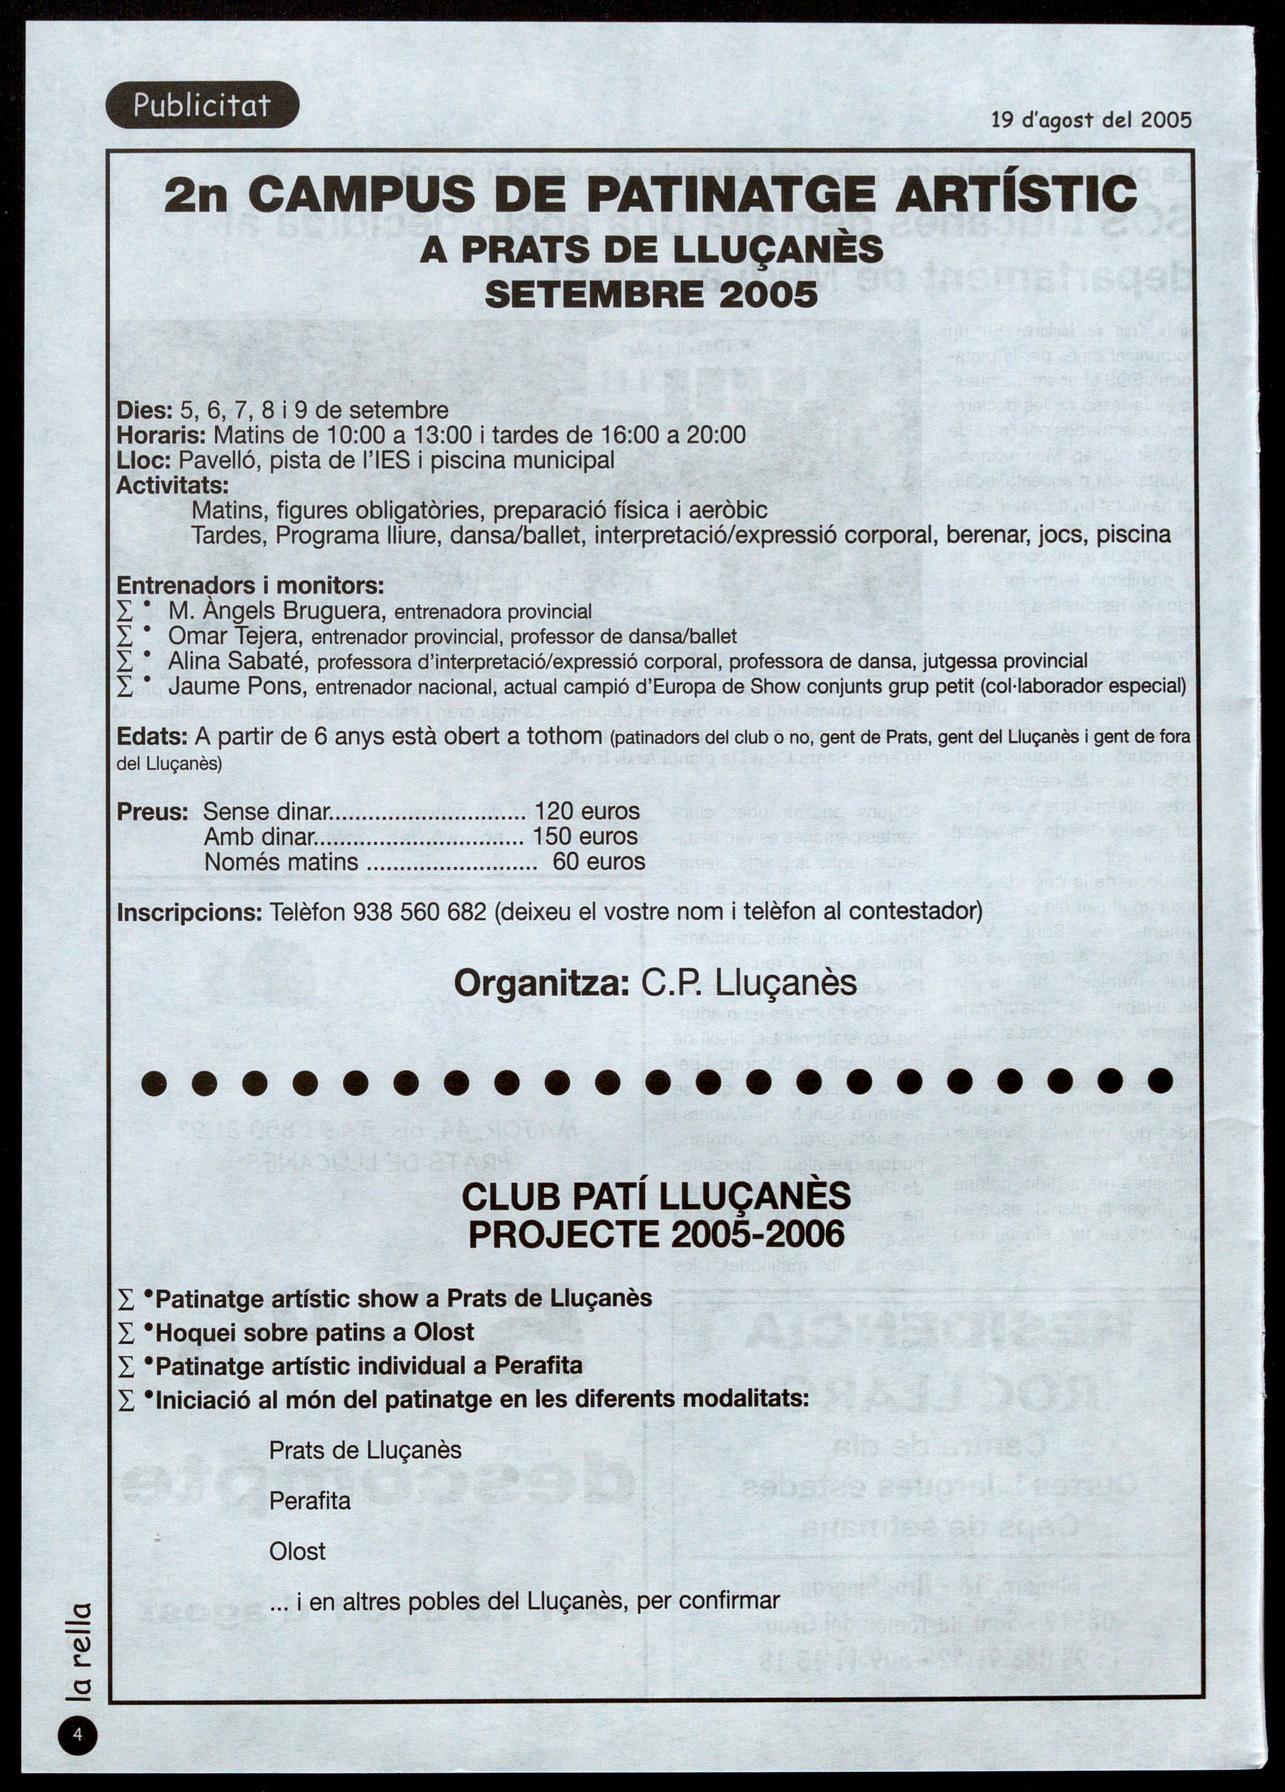 Publicitat
19 d'agost del 2005
2n CAMPUS DE PATINATGE ARTÍSTIC
A PRATS DE LLUÇANÈS
SETEMBRE 2005
Dies: 5, 6, 7, 8 i 9 de setembre
Horaris: Matins de 10:00 a 13:00 i tardes de 16:00 a 20:00
Lloc: Pavelló, pista de l'IES i piscina municipal
Activitats:
Matins, figures obligatòries, preparació física i aeròbic
Tardes, Programa lliure, dansa/ballet, interpretació/expressió corporal, berenar, jocs, piscina
Entrenadors i monitors:
∑ • M. Àngels Bruguera, entrenadora provincial
∑ • Omar Tejera, entrenador provincial, professor de dansa/ballet
∑ • Alina Sabaté, professora d'interpretació/expressió corporal, professora de dansa, jutgessa provincial
∑ • Jaume Pons, entrenador nacional, actual campió d'Europa de Show conjunts grup petit (col·laborador especial)
Edats: A partir de 6 anys està obert a tothom (patinadors del club o no, gent de Prats, gent del Lluçanès i gent de fora
del Lluçanès)
Preus: Sense dinar.............................. 120 euros
Amb dinar................................ 150 euros
Només matins .......................... 60 euros
Inscripcions: Telèfon 938 560 682 (deixeu el vostre nom i telèfon al contestador)
Organitza: C.P. Lluçanès
CLUB PATÍ LLUÇANÈS
PROJECTE 2005-2006
∑ •Patinatge artístic show a Prats de Lluçanès
∑ •Hoquei sobre patins a Olost
∑ •Patinatge artístic individual a Perafita
∑ •Iniciació al món del patinatge en les diferents modalitats:
Prats de Lluçanès
Perafita
Olost
... i en altres pobles del Lluçanès, per confirmar
la rella
4